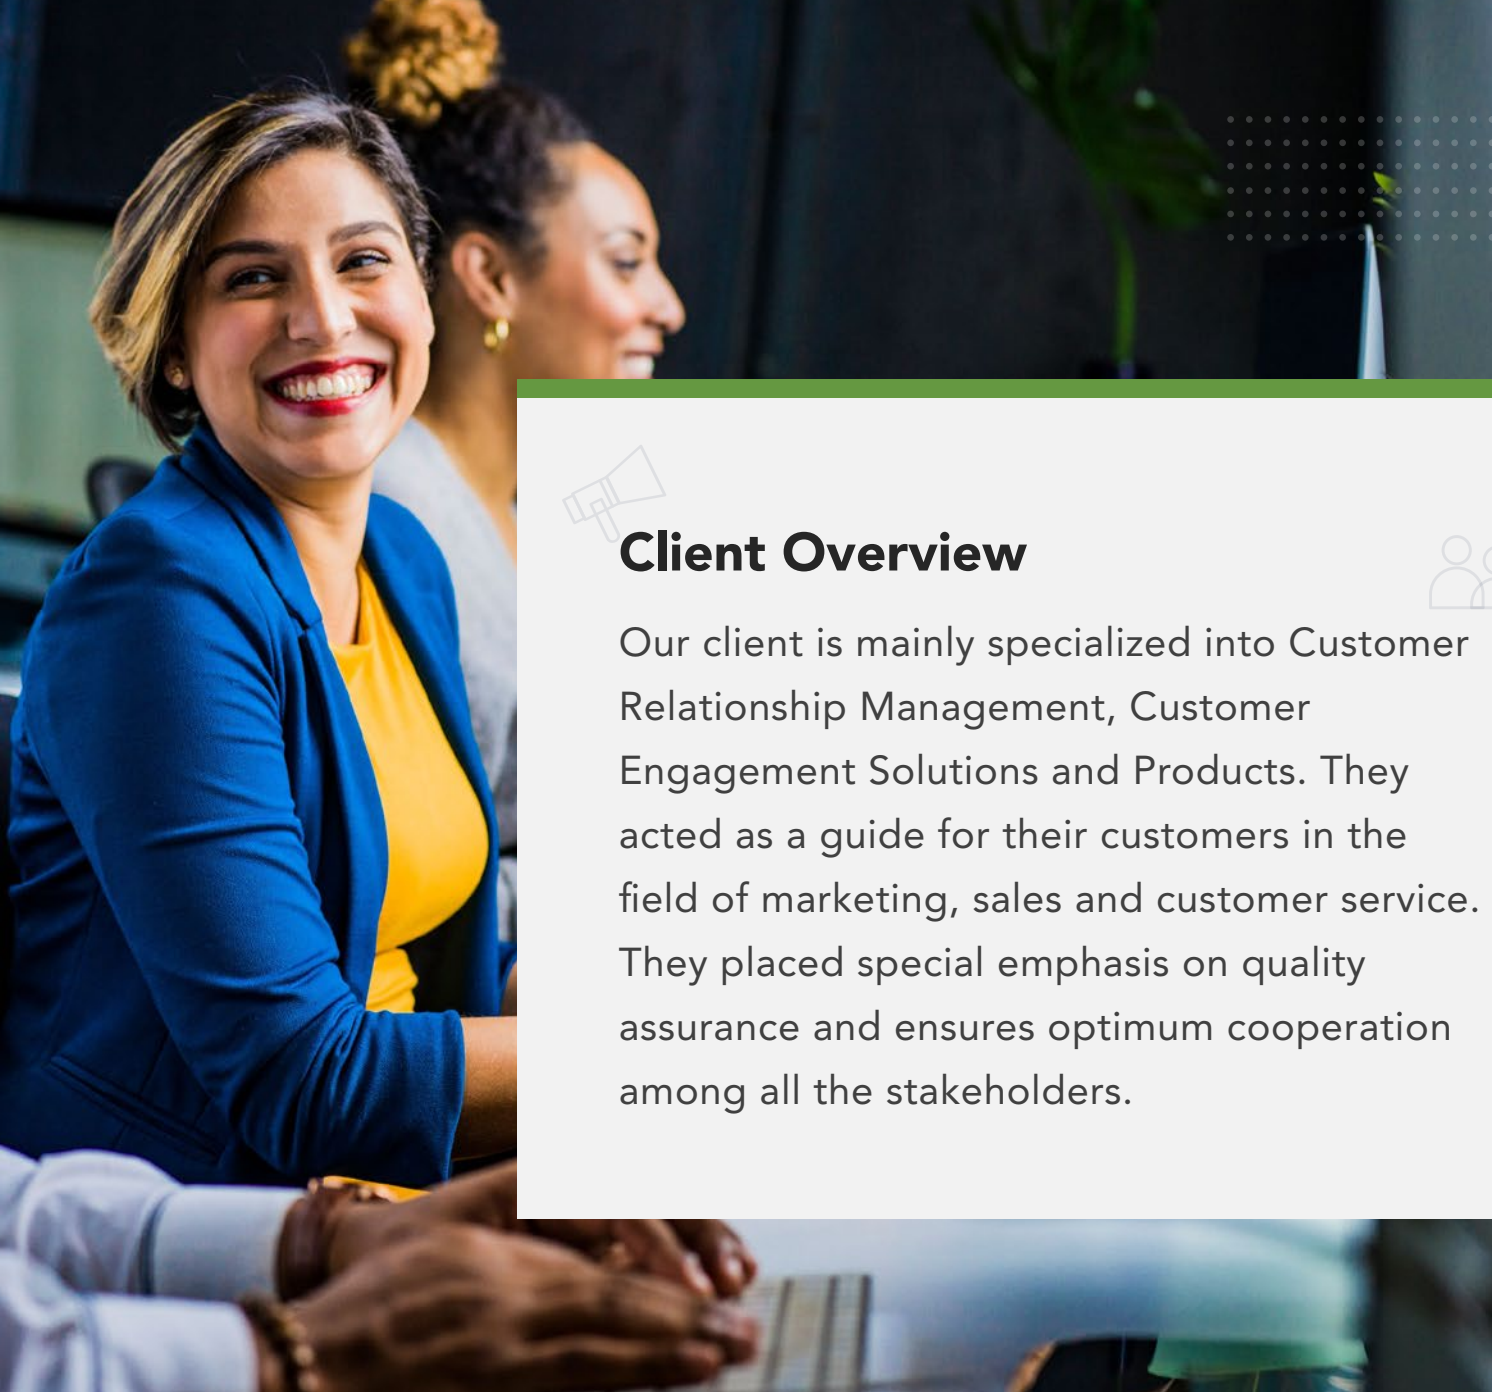 Client Overview
Our client is mainly specialized into Customer
Relationship Management, Customer
Engagement Solutions and Products. They
acted as a guide for their customers in the
field of marketing, sales and customer service.
They placed special emphasis on quality
assurance and ensures optimum cooperation
among all the stakeholders.